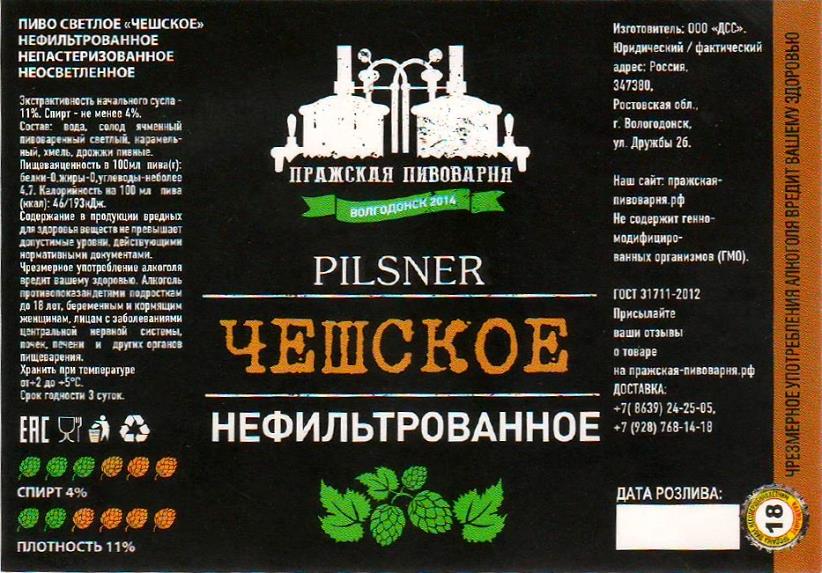 ПИВО СВЕТЛОЕ «ЧЕШСКОЕ»
НЕФИЛЬТРОВАННОЕ
НЕПАСТЕРИЗОВАННОЕ
НЕОСВЕТЛЕННОЕ
Экстрактивность начального сусла -
11%. Спирт - не менее 4%.
Состав: вода, солод ячменный
пивоваренный светлый, карамель-
ный, хмель, дрожжи пивные.
Пищеваяценность в 100мл пива(г):
белки-0,жиры-0,углеводы-неболее
4,7. Калорийность на 100 мл пива
(ккал): 46/193кДж.
Содержание в продукции вредных
для здоровья веществ не превышает
допустимые уровни, действующими
нормативными документами.
Чрезмерное употребление алкоголя
вредит вашему здоровью. Алкоголь
противопоказандетями подросткам
до 18 лет, беременным и кормящим
женщинам, лицам с заболеваниями
центральной нервной системы,
почек, печени и других органов
пищеварения.
Хранить при температуре
от+2 до +5°С.
Срок годности 3 суток.
EAC
СПИРТ 4%
ПЛОТНОСТЬ 11%
ПРАЖСКАЯ ПИВОВАРНЯ
ВОЛГОДОНСК 2014
PILSNER
ЧЕШСКОЕ
НЕФИЛЬТРОВАННОЕ
Изготовитель: ООО «ДСС».
Юридический / фактический
адрес: Россия,
347380,
Ростовская обл.,
г. Вологодонск,
ул. Дружбы 2б.
Наш сайт: пражская-
пивоварня.рф
Не содержит генно-
модифициро-
ванных организмов (ГМО).
ГОСТ 31711-2012
Присылайте
ваши отзывы
о товаре
на пражская-пивоварня.рф
ДОСТАВКА:
+7( 8639) 24-25-05,
+7 (928) 768-14-18
ДАТА РОЗЛИВА:
18
ЧРЕЗМЕРНОЕ УПОТРЕБЛЕНИЯ АЛКОГОЛЯ ВРЕДИТ ВАШЕМУ ЗДОРОВЬЮ